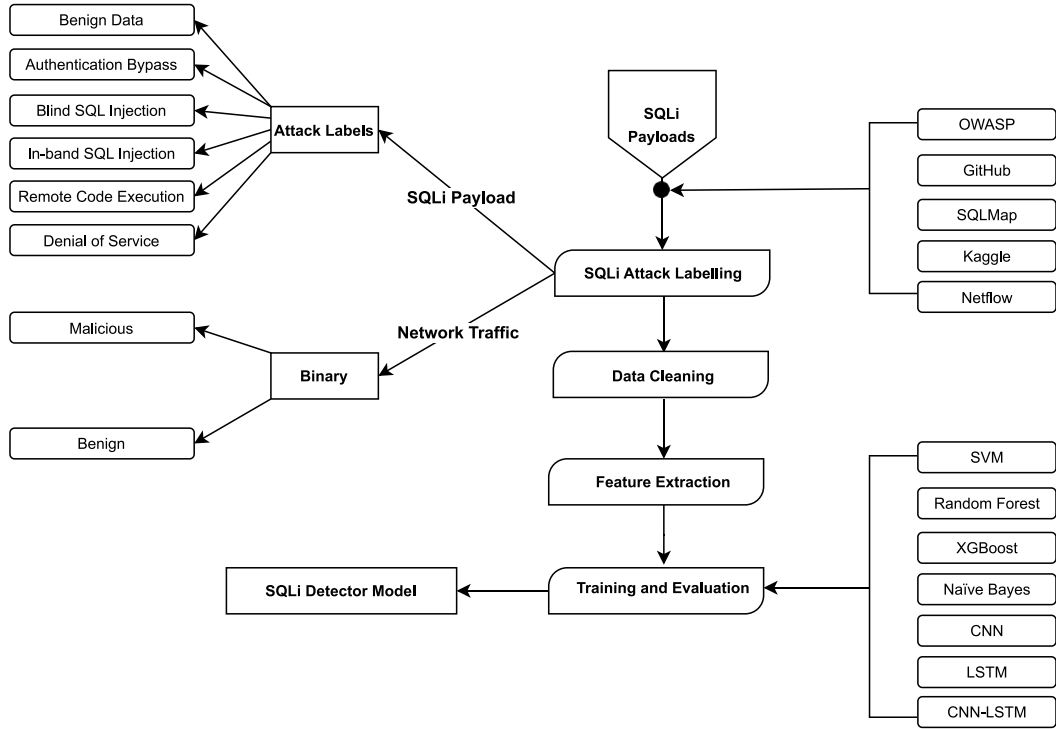 Benign Data
Authentication Bypass
Blind SQL Injection
In-band SQL Injection
Remote Code Execution
Denial of Service
Attack Labels
SQLi Payload
Network Traffic
Malicious
Binary
Benign
SQLi
Payloads
SQLi Attack Labelling
Data Cleaning
Feature Extraction
Training and Evaluation
SQLi Detector Model
OWASP
GitHub
SQLMap
Kaggle
Netflow
SVM
Random Forest
XGBoost
Naïve Bayes
CNN
LSTM
CNN-LSTM